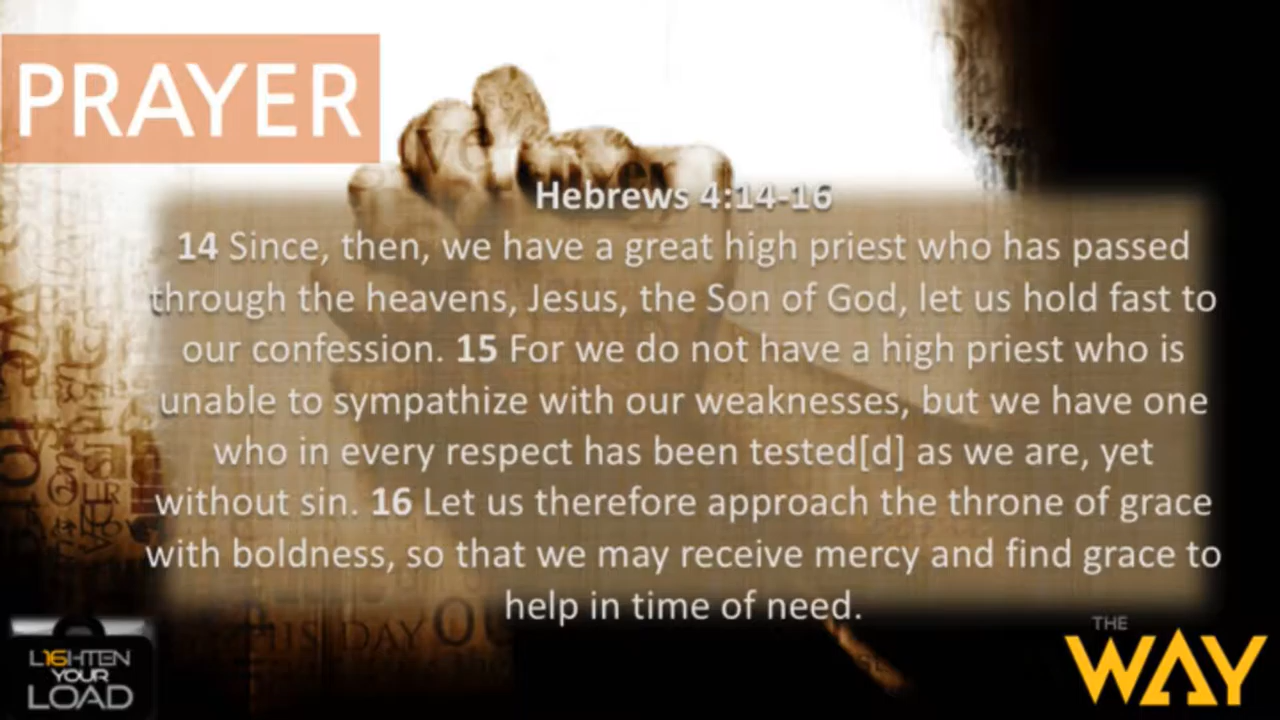 PRAYER
Hebrews 4:14-16
14 Since, then, we have a great high priest who has passed
through the heavens, Jesus, the Son of God, let us hold fast to
our confession. 15 For we do not have a high priest who is
unable to sympathize with our weaknesses, but we have one
who in every respect has been tested[d] as we are, yet
without sin. 16 Let us therefore approach the throne of grace
with boldness, so that we may receive mercy and find grace to
help in time of need.
THIS DAY OU
L16HTEN
YOUR
LOAD
THE
WAY